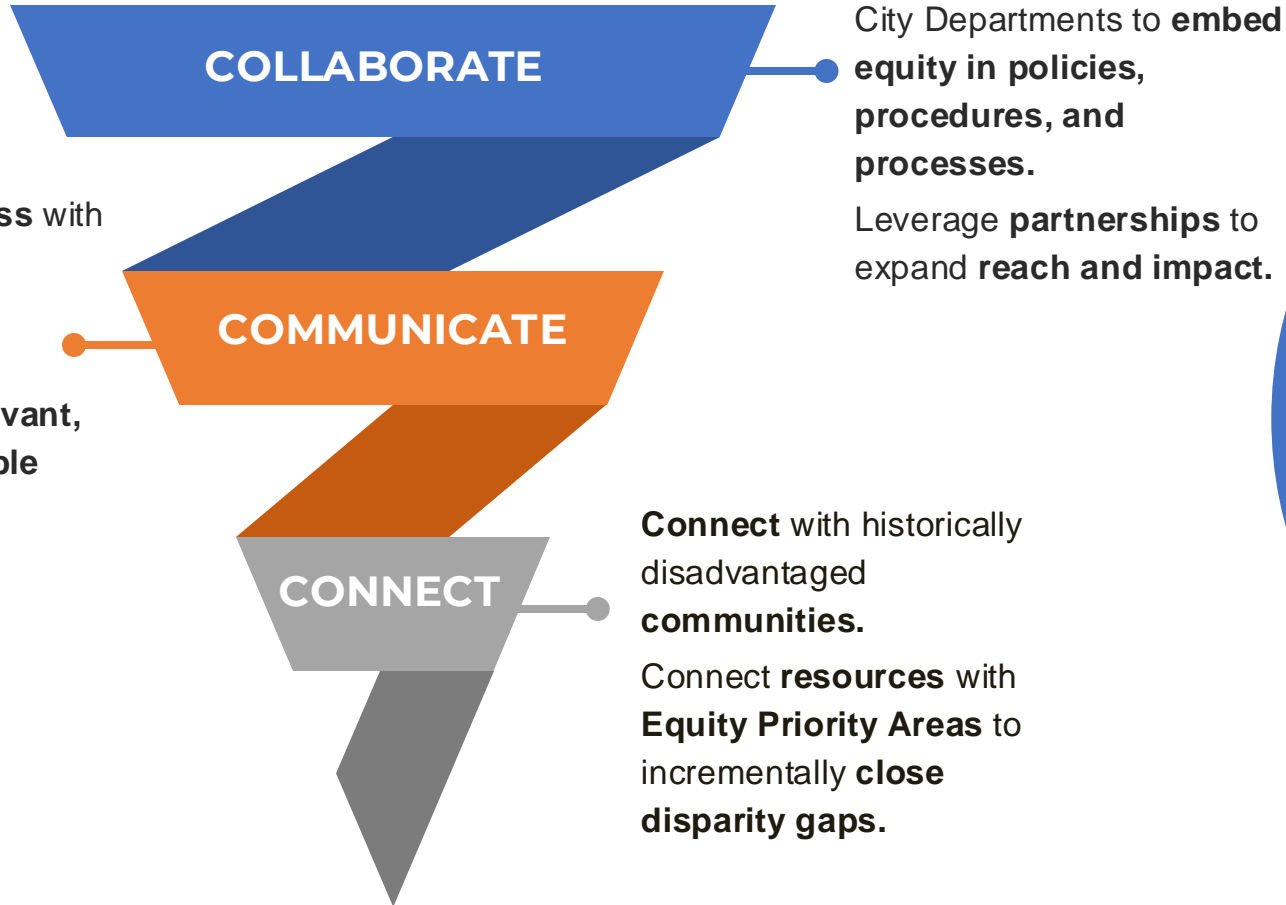 COLLABORATE
City Departments to embed
equity in policies,
procedures, and
processes.
Leverage partnerships to
expand reach and impact.
with
COMMUNICATE
CONNECT
Connect with historically
disadvantaged
communities.
Connect resources with
Equity Priority Areas to
incrementally close
disparity gaps.